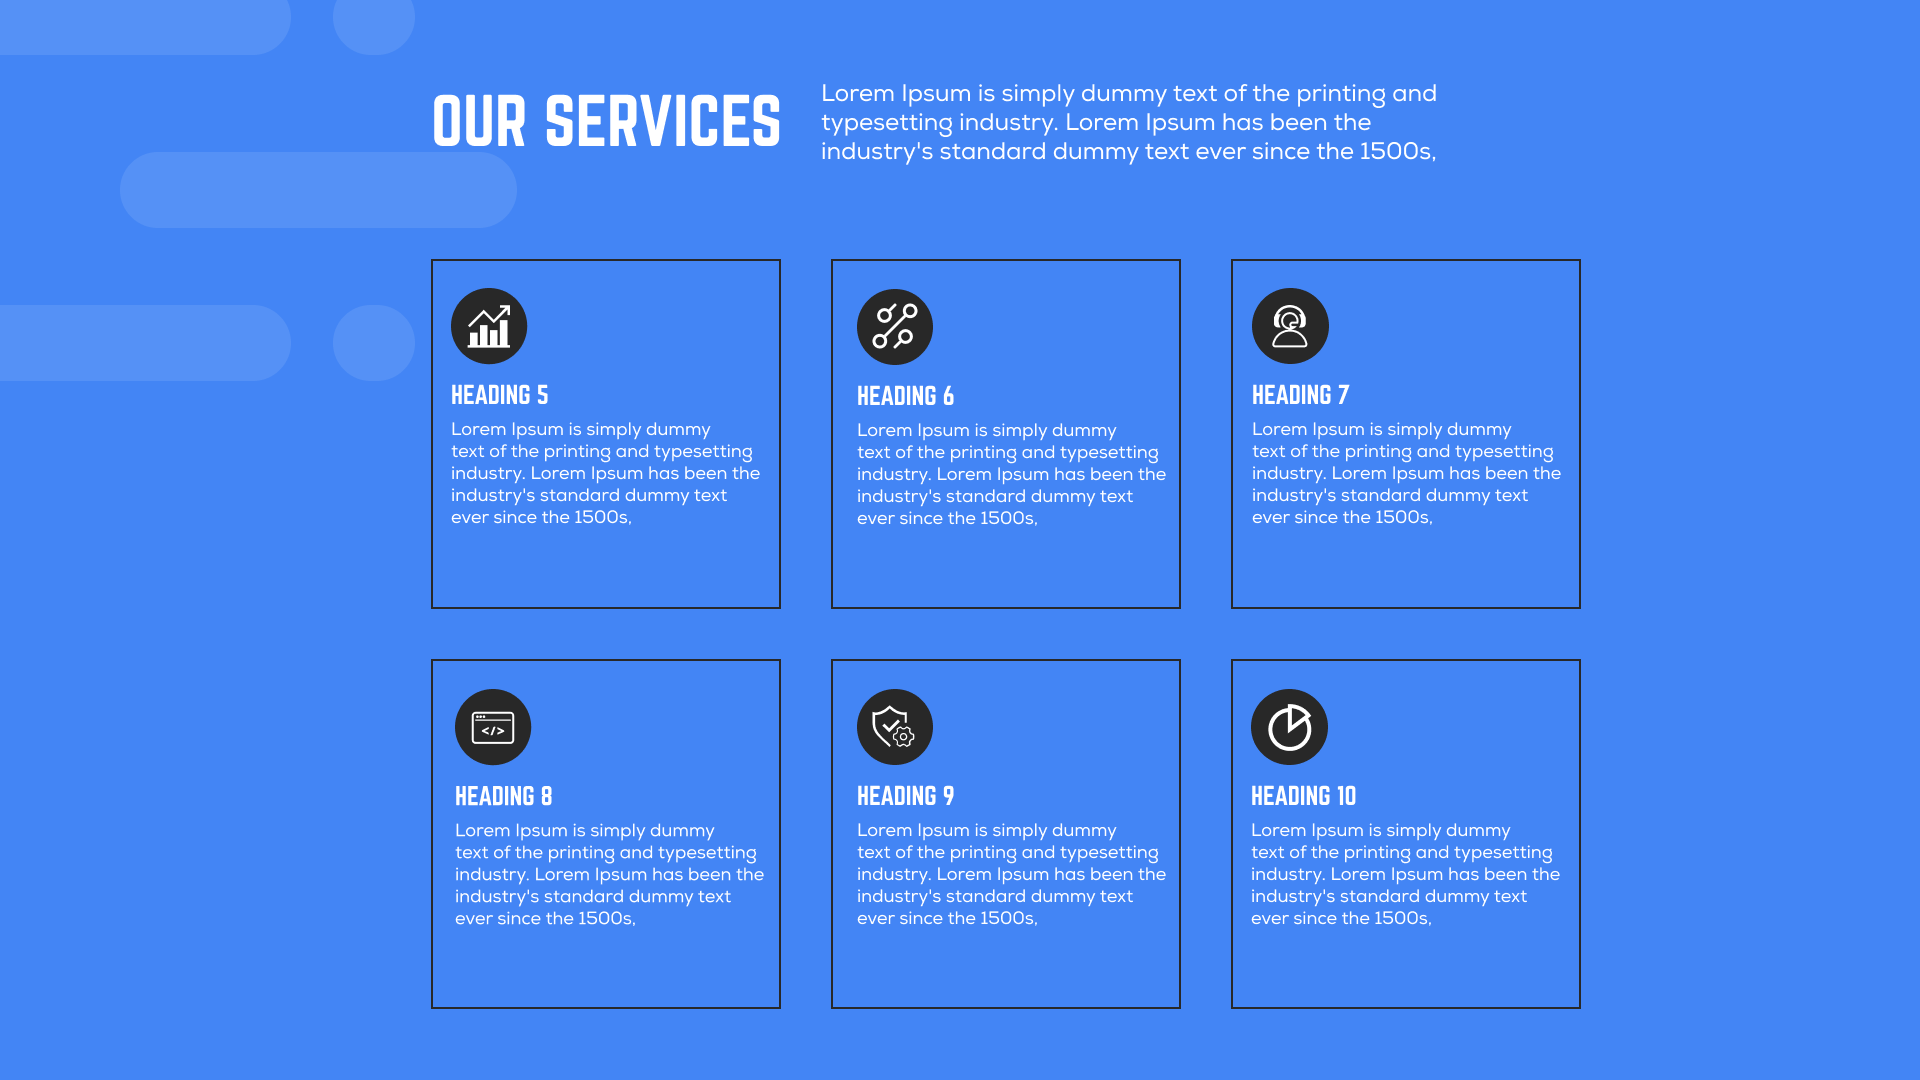 OUR SERVICES
Lorem Ipsum is simply dummy text of the printing and
typesetting industry. Lorem Ipsum has been the
industry's standard dummy text ever since the 1500s,
HEADING 5
Lorem Ipsum is simply dummy
text of the printing and typesetting
industry. Lorem Ipsum has been the
industry's standard dummy text
ever since the 1500s,
HEADING 6
Lorem Ipsum is simply dummy
text of the printing and typesetting
industry. Lorem Ipsum has been the
industry's standard dummy text
ever since the 1500s,
HEADING 7
Lorem Ipsum is simply dummy
text of the printing and typesetting
industry. Lorem Ipsum has been the
industry's standard dummy text
ever since the 1500s,
</>
HEADING 8
Lorem Ipsum is simply dummy
text of the printing and typesetting
industry. Lorem Ipsum has been the
industry's standard dummy text
ever since the 1500s,
HEADING 9
Lorem Ipsum is simply dummy
text of the printing and typesetting
industry. Lorem Ipsum has been the
industry's standard dummy text
ever since the 1500s,
HEADING 10
Lorem Ipsum is simply dummy
text of the printing and typesetting
industry. Lorem Ipsum has been the
industry's standard dummy text
ever since the 1500s,